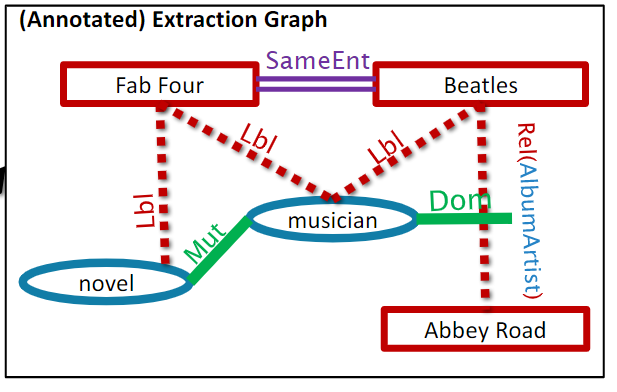 (Annotated) Extraction Graph
SameEnt
Fab Four
Beatles
Lbl
Lbl
Lbl
Rel(AlbumArtist)
Dom
musician
Mut
novel
Abbey Road